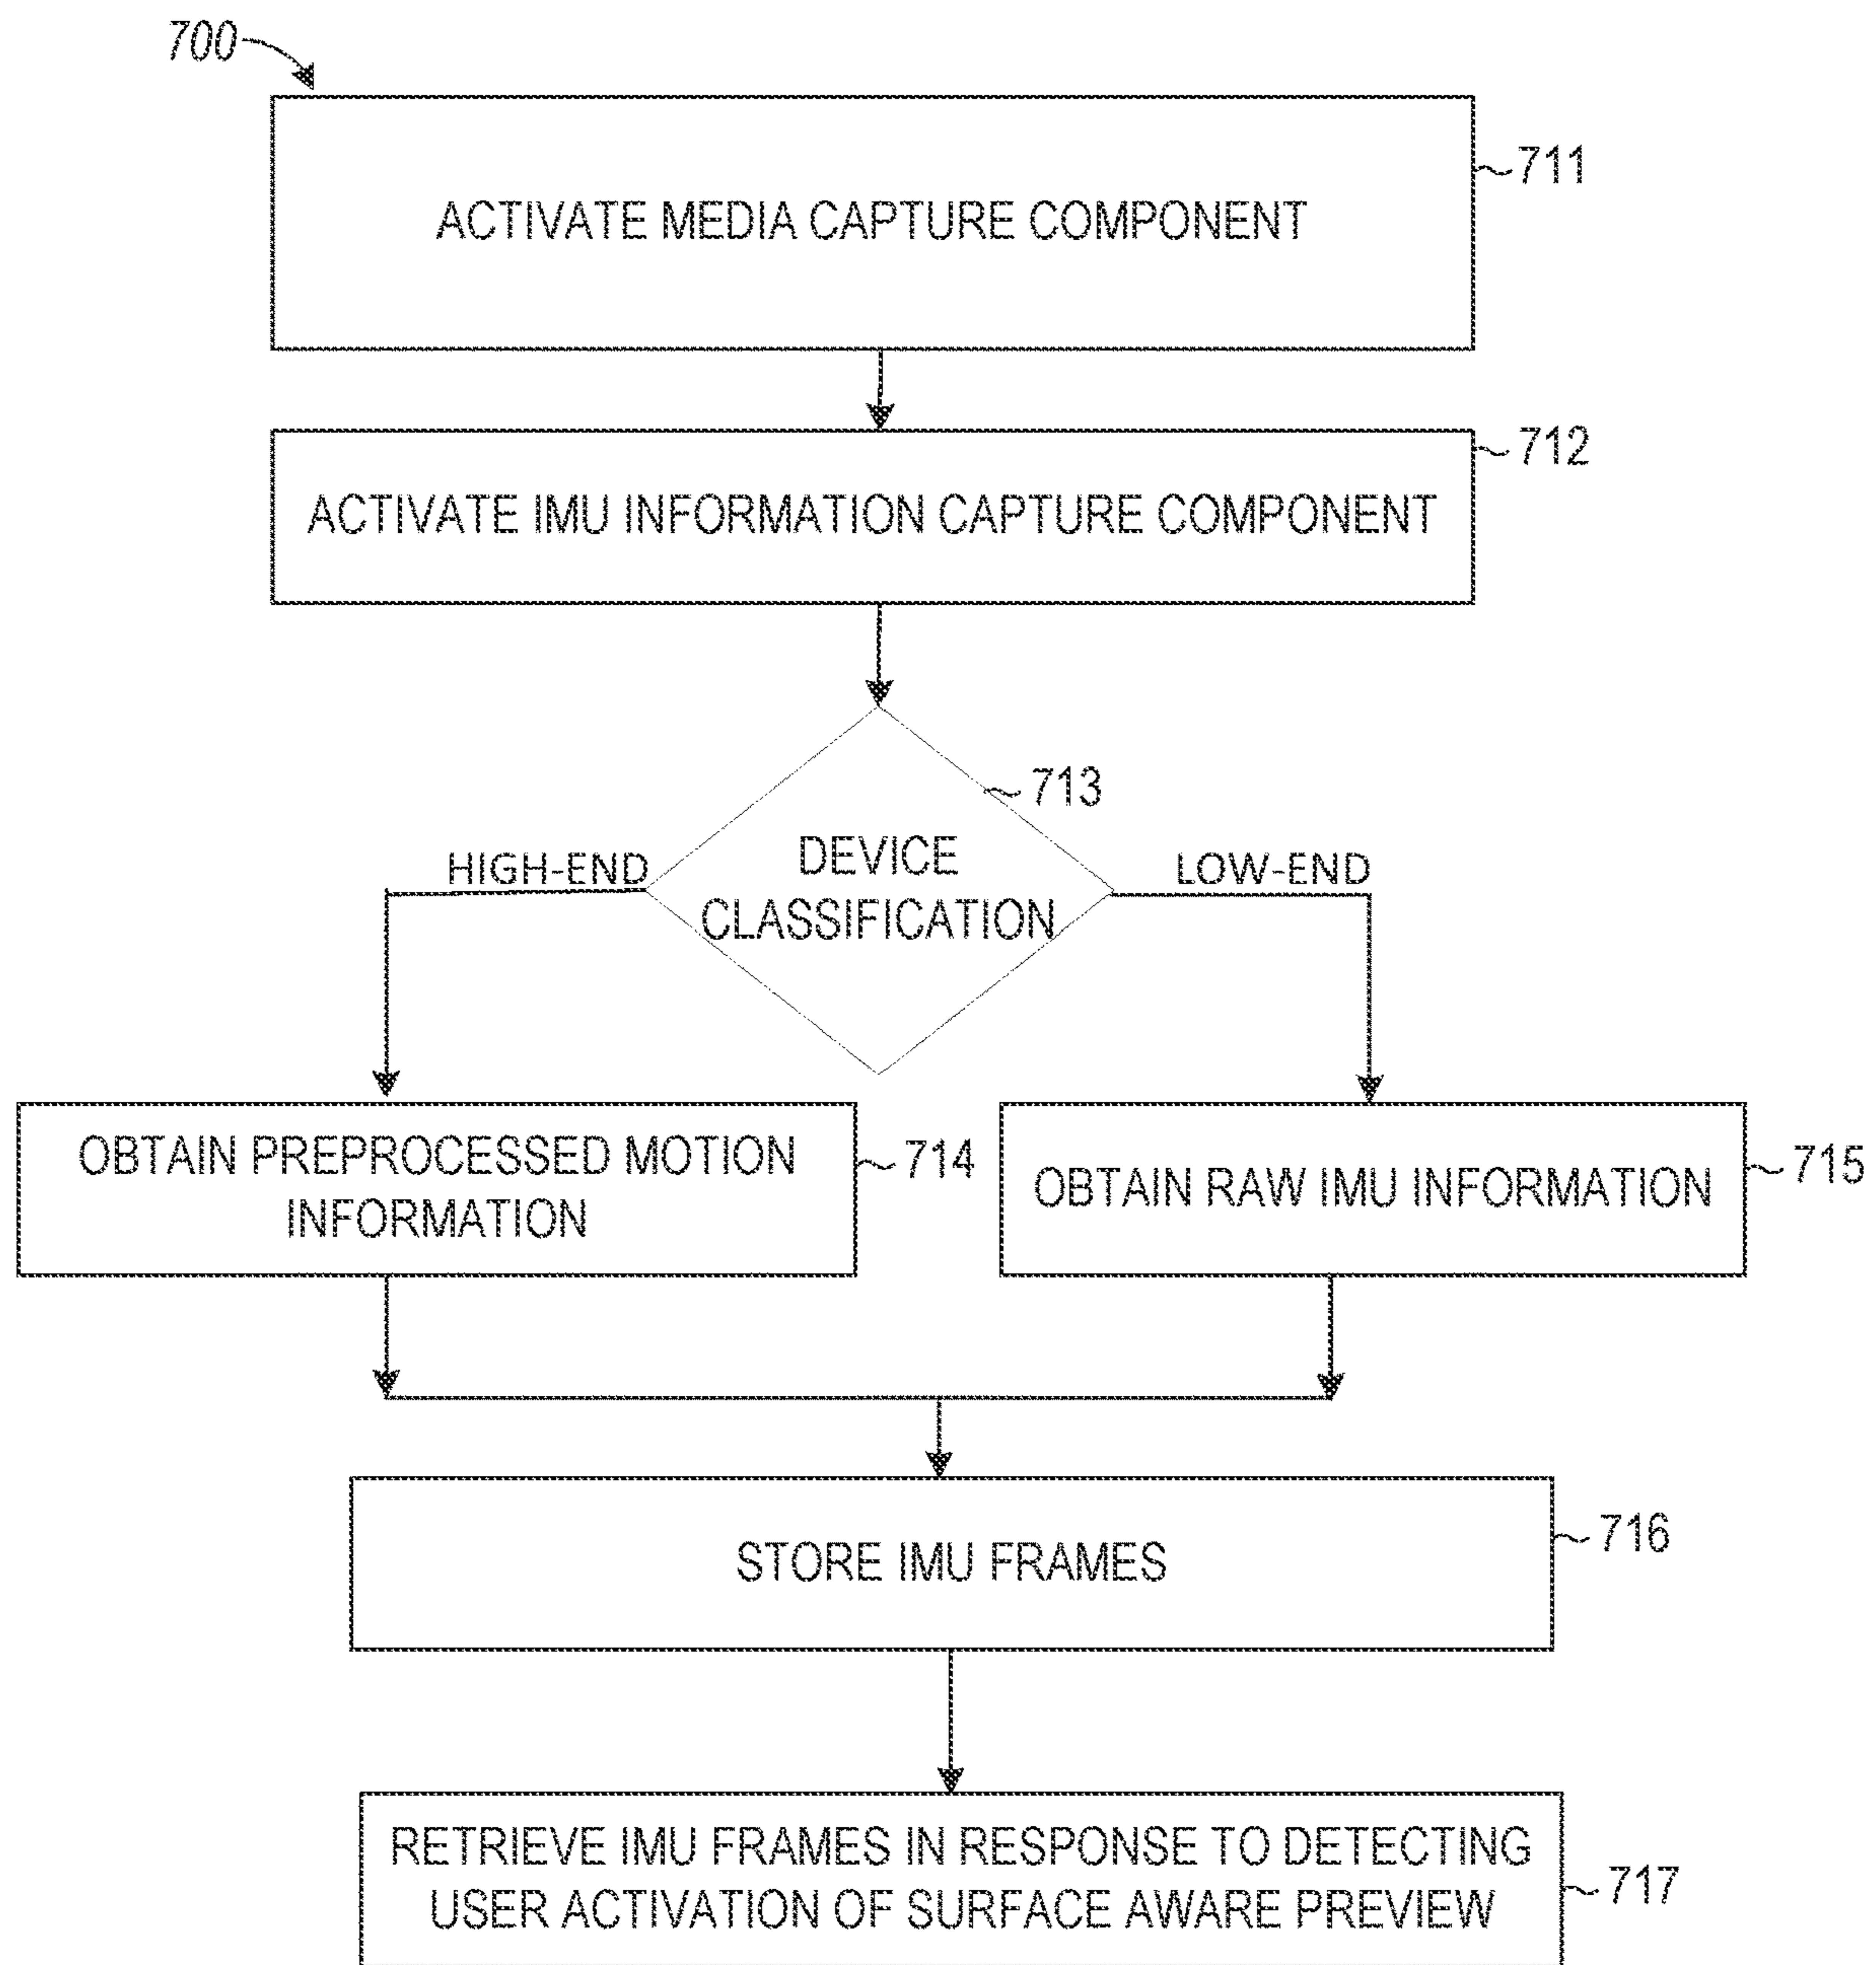 700
711
ACTIVATE MEDIA CAPTURE COMPONENT
712
ACTIVATE IMU INFORMATION CAPTURE COMPONENT
713
HIGH-END
DEVICE
CLASSIFICATION
LOW-END
OBTAIN PREPROCESSED MOTION
INFORMATION
714
OBTAIN RAW IMU INFORMATION
715
STORE IMU FRAMES
716
RETRIEVE IMU FRAMES IN RESPONSE TO DETECTING
USER ACTIVATION OF SURFACE AWARE PREVIEW
717